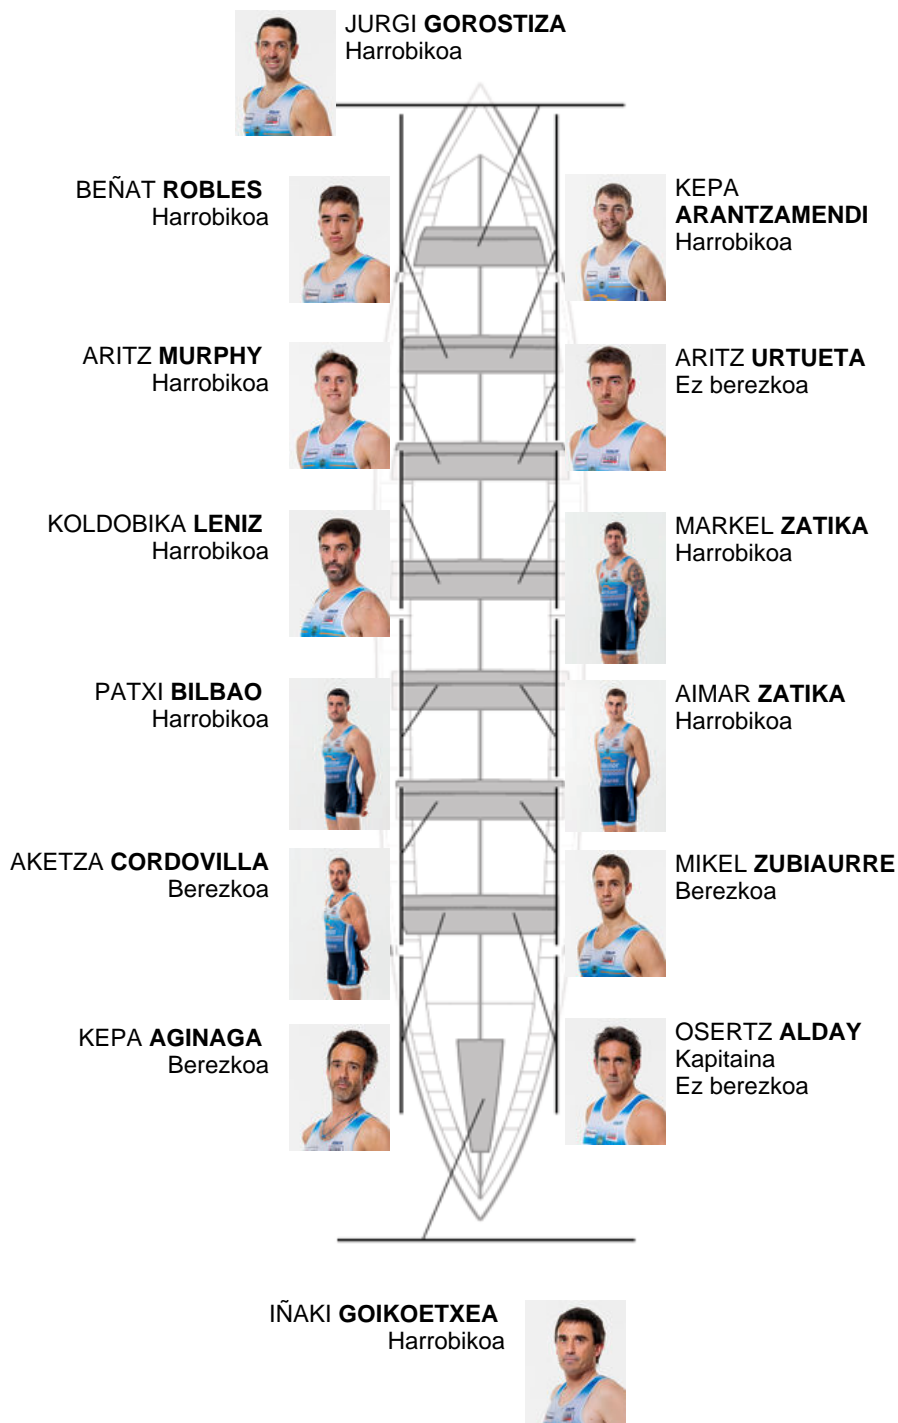 JURGI GOROSTIZA
Harrobikoa
BEÑAT ROBLES
Harrobikoa
KEPA
ARANTZAMENDI
Harrobikoa
ARITZ MURPHY
Harrobikoa
ARITZ URTUETA
Ez berezkoa
KOLDOBIKA LENIZ
Harrobikoa
MARKEL ZATIKA
Harrobikoa
PATXI BILBAO
Harrobikoa
AIMAR ZATIKA
Harrobikoa
AKETZA CORDOVILLA
Berezkoa
MIKEL ZUBIAURRE
Berezkoa
KEPA AGINAGA
Berezkoa
OSERTZ ALDAY
Kapitaina
Ez berezkoa
IÑAKI GOIKOETXEA
Harrobikoa